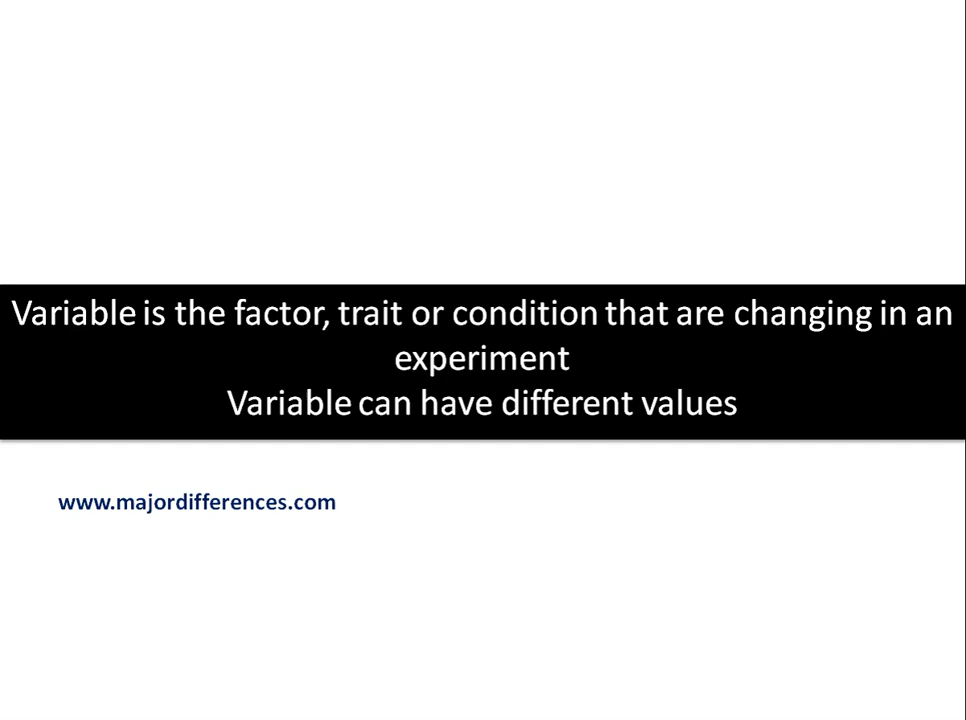 Variable is the factor, trait or condition that are changing in an
experiment
Variable can have different values
www.majordifferences.com